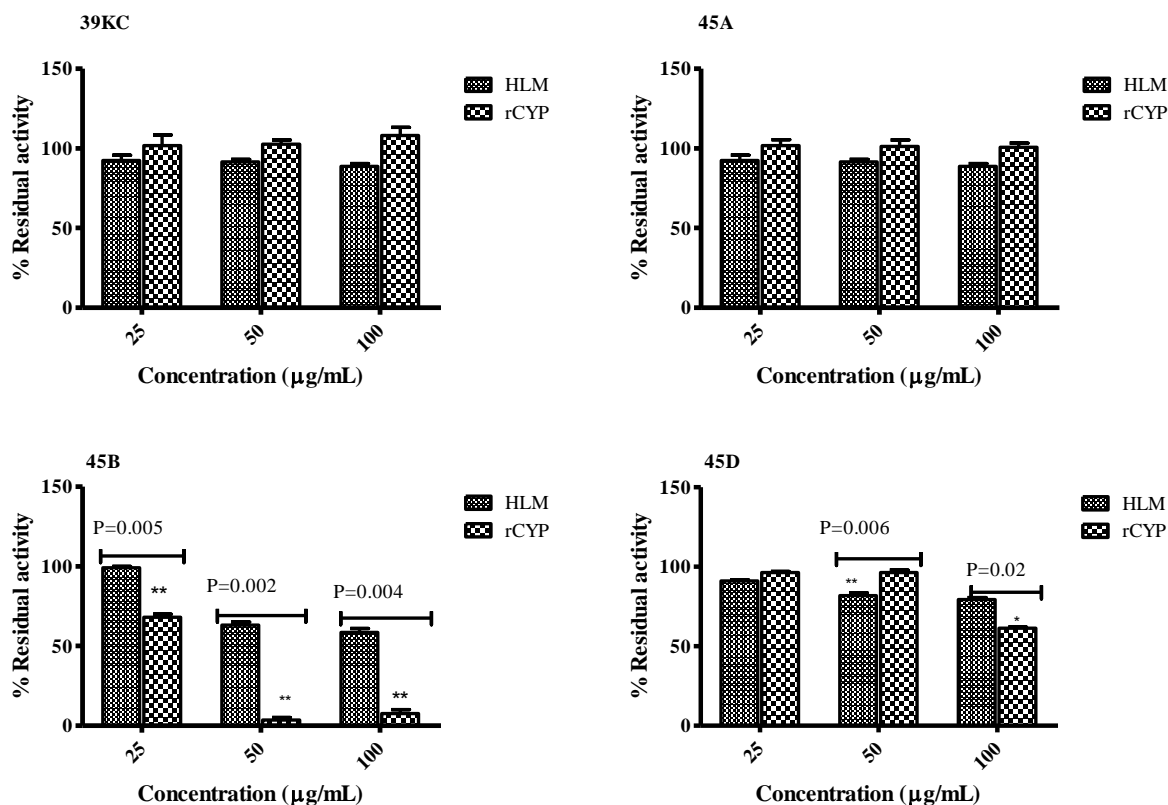 39KC
150
100
50
0
% Residual activity
HLM
rCYP
25
50
100
Concentration (μg/mL)
45A
150
100
50
0
% Residual activity
HLM
rCYP
25
50
100
Concentration (μg/mL)
45B
150
100
50
0
% Residual activity
HLM
rCYP
P=0.005
**
P=0.002
**
P=0.004
**
25
50
100
Concentration (μg/mL)
45D
150
100
50
0
% Residual activity
HLM
rCYP
P=0.006
**
P=0.02
*
25
50
100
Concentration (μg/mL)